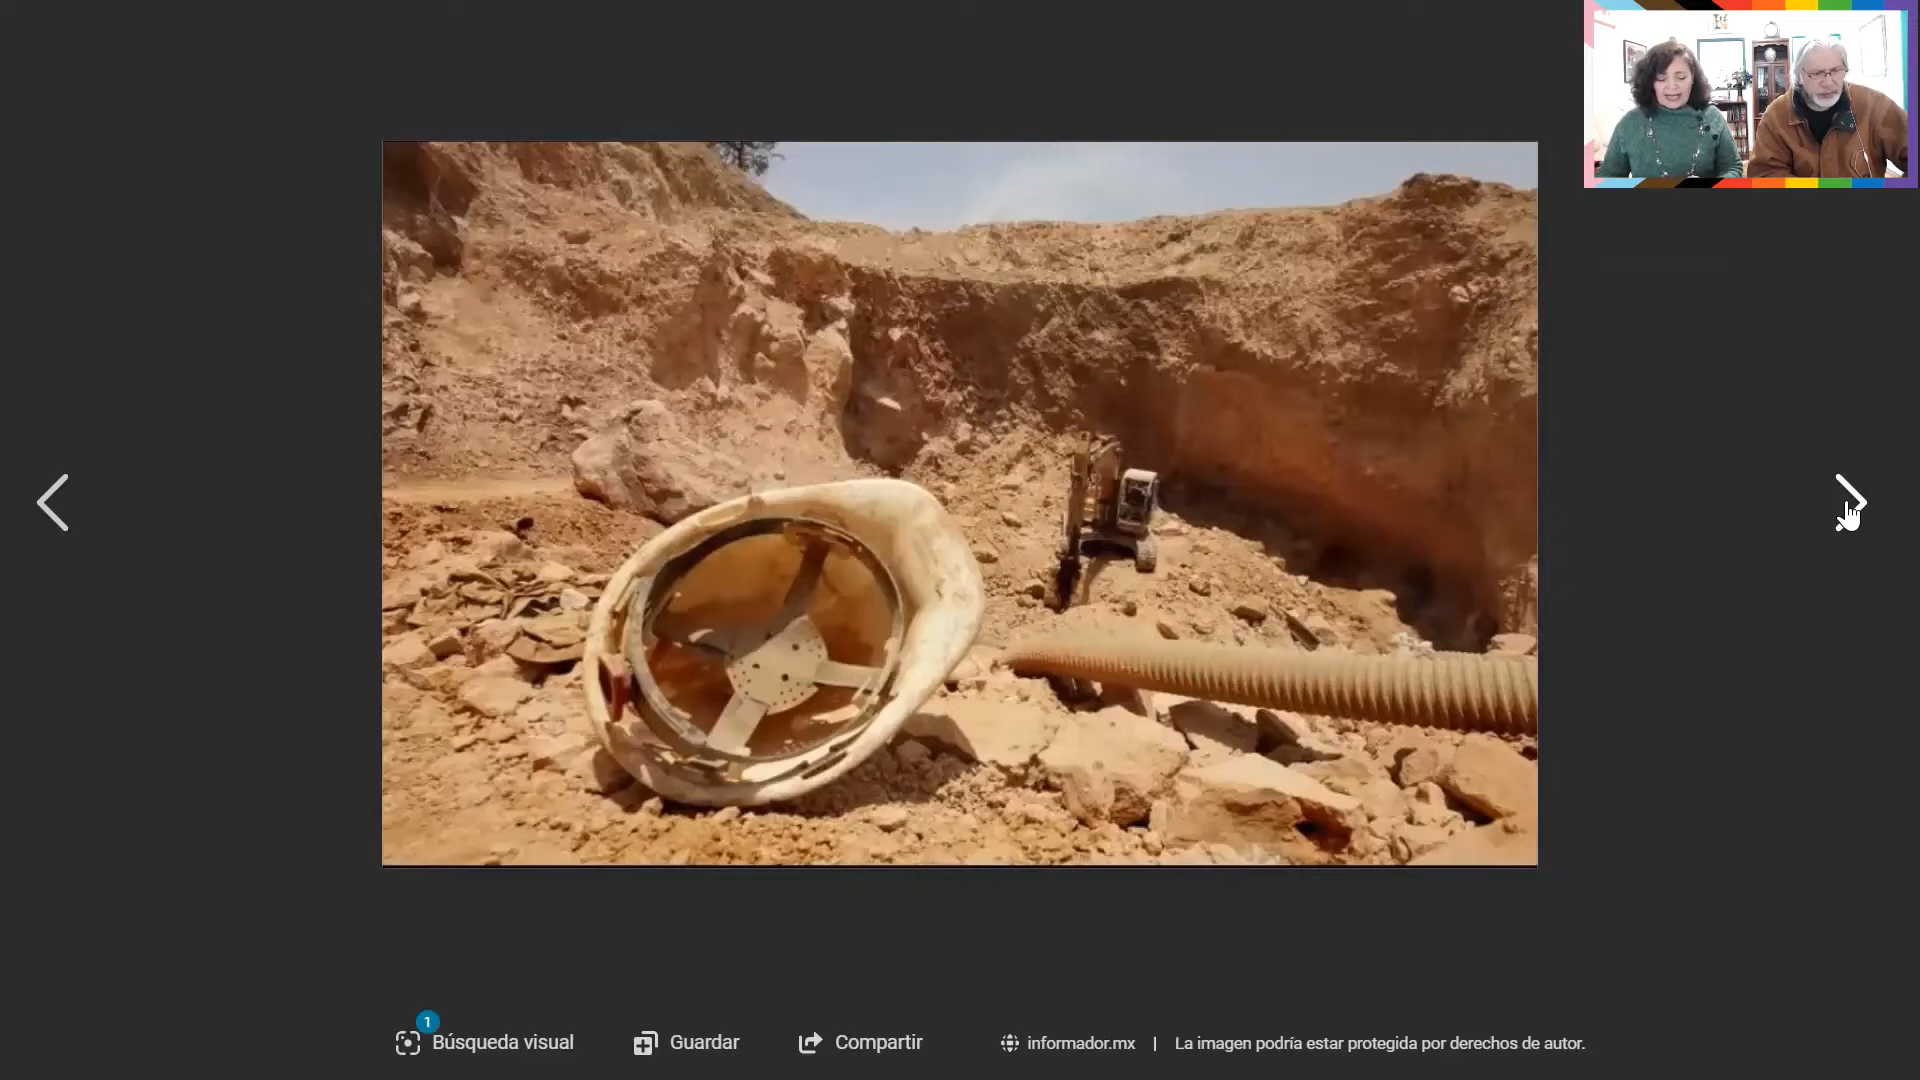 1
Búsqueda visual
Guardar
Compartir
informador.mx | La imagen podría estar protegida por derechos de autor.